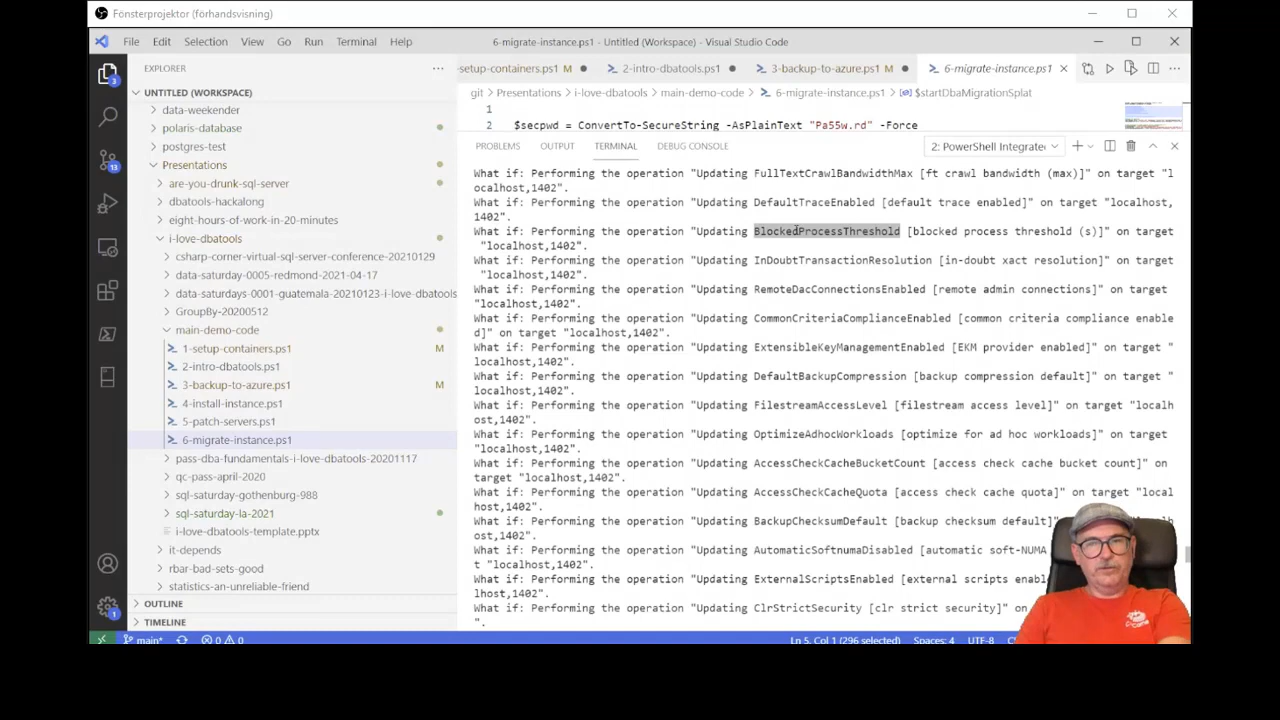 Fönsterprojektor (förhandsvisning)
File Edit Selection View Go Run Terminal Help
6-migrate-instance.ps1 - Untitled (Workspace) - Visual Studio Code
EXPLORER
-setup-containers.ps1 M 2-intro-dbatools.ps1 3-backup-to-azure.ps1 M 6-migrate-instance.ps1
UNTITLED (WORKSPACE)
git > Presentations > i-love-dbatools > main-demo-code > 6-migrate-instance.ps1 > $startDbaMigrationSplat
data-weekender
polaris-database
postgres-test
Presentations
are-you-drunk-sql-server
dbatools-hackalong
eight-hours-of-work-in-20-minutes
i-love-dbatools
csharp-corner-virtual-sql-server-conference-20210129
data-saturday-0005-redmond-2021-04-17
data-saturdays-0001-guatemala-20210123-i-love-dbatools
GroupBy-20200512
main-demo-code
1-setup-containers.ps1 M
2-intro-dbatools.ps1
3-backup-to-azure.ps1 M
4-install-instance.ps1
5-patch-servers.ps1
6-migrate-instance.ps1
pass-dba-fundamentals-i-love-dbatools-20201117
qc-pass-april-2020
sql-saturday-gothenburg-988
sql-saturday-la-2021
i-love-dbatools-template.pptx
it-depends
rbar-bad-sets-good
statistics-an-unreliable-friend
OUTLINE
TIMELINE
1
2 $secpwd = ConvertTo-SecureString -AsPlainText "Pa55w.rd" -Force
PROBLEMS OUTPUT TERMINAL DEBUG CONSOLE 2: PowerShell Integrated
What if: Performing the operation "Updating FullTextCrawlBandwidthMax [ft crawl bandwidth (max)]" on target "l
ocalhost,1402".
What if: Performing the operation "Updating DefaultTraceEnabled [default trace enabled]" on target "localhost,
1402".
What if: Performing the operation "Updating BlockedProcessThreshold [blocked process threshold (s)]" on target
"localhost,1402".
What if: Performing the operation "Updating InDoubtTransactionResolution [in-doubt xact resolution]" on target
"localhost,1402".
What if: Performing the operation "Updating RemoteDacConnectionsEnabled [remote admin connections]" on target
"localhost,1402".
What if: Performing the operation "Updating CommonCriteriaComplianceEnabled [common criteria compliance enable
d]" on target "localhost,1402".
What if: Performing the operation "Updating ExtensibleKeyManagementEnabled [EKM provider enabled]" on target "
localhost,1402".
What if: Performing the operation "Updating DefaultBackupCompression [backup compression default]" on target "
localhost,1402".
What if: Performing the operation "Updating FilestreamAccessLevel [filestream access level]" on target "localh
ost,1402".
What if: Performing the operation "Updating OptimizeAdhocWorkloads [optimize for ad hoc workloads]" on target
"localhost,1402".
What if: Performing the operation "Updating AccessCheckCacheBucketCount [access check cache bucket count]" on
target "localhost,1402".
What if: Performing the operation "Updating AccessCheckCacheQuota [access check cache quota]" on target "local
host,1402".
What if: Performing the operation "Updating BackupChecksumDefault [backup checksum default]"
ost,1402".
What if: Performing the operation "Updating AutomaticSoftnumaDisabled [automatic soft-NUMA
t "localhost,1402".
What if: Performing the operation "Updating ExternalScriptsEnabled [external scripts enabl
lhost,1402".
What if: Performing the operation "Updating ClrStrictSecurity [clr strict security]" on
".
main* 0 0 Ln 5, Col 1 (296 selected) Spaces: 4 UTF-8